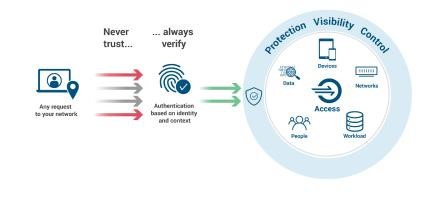 Never
trust...
... always
verify
Protection Visibility Control
Any request
to your network
Authentication
based on identity
and context
Devices
Data
Networks
Access
People
Workload